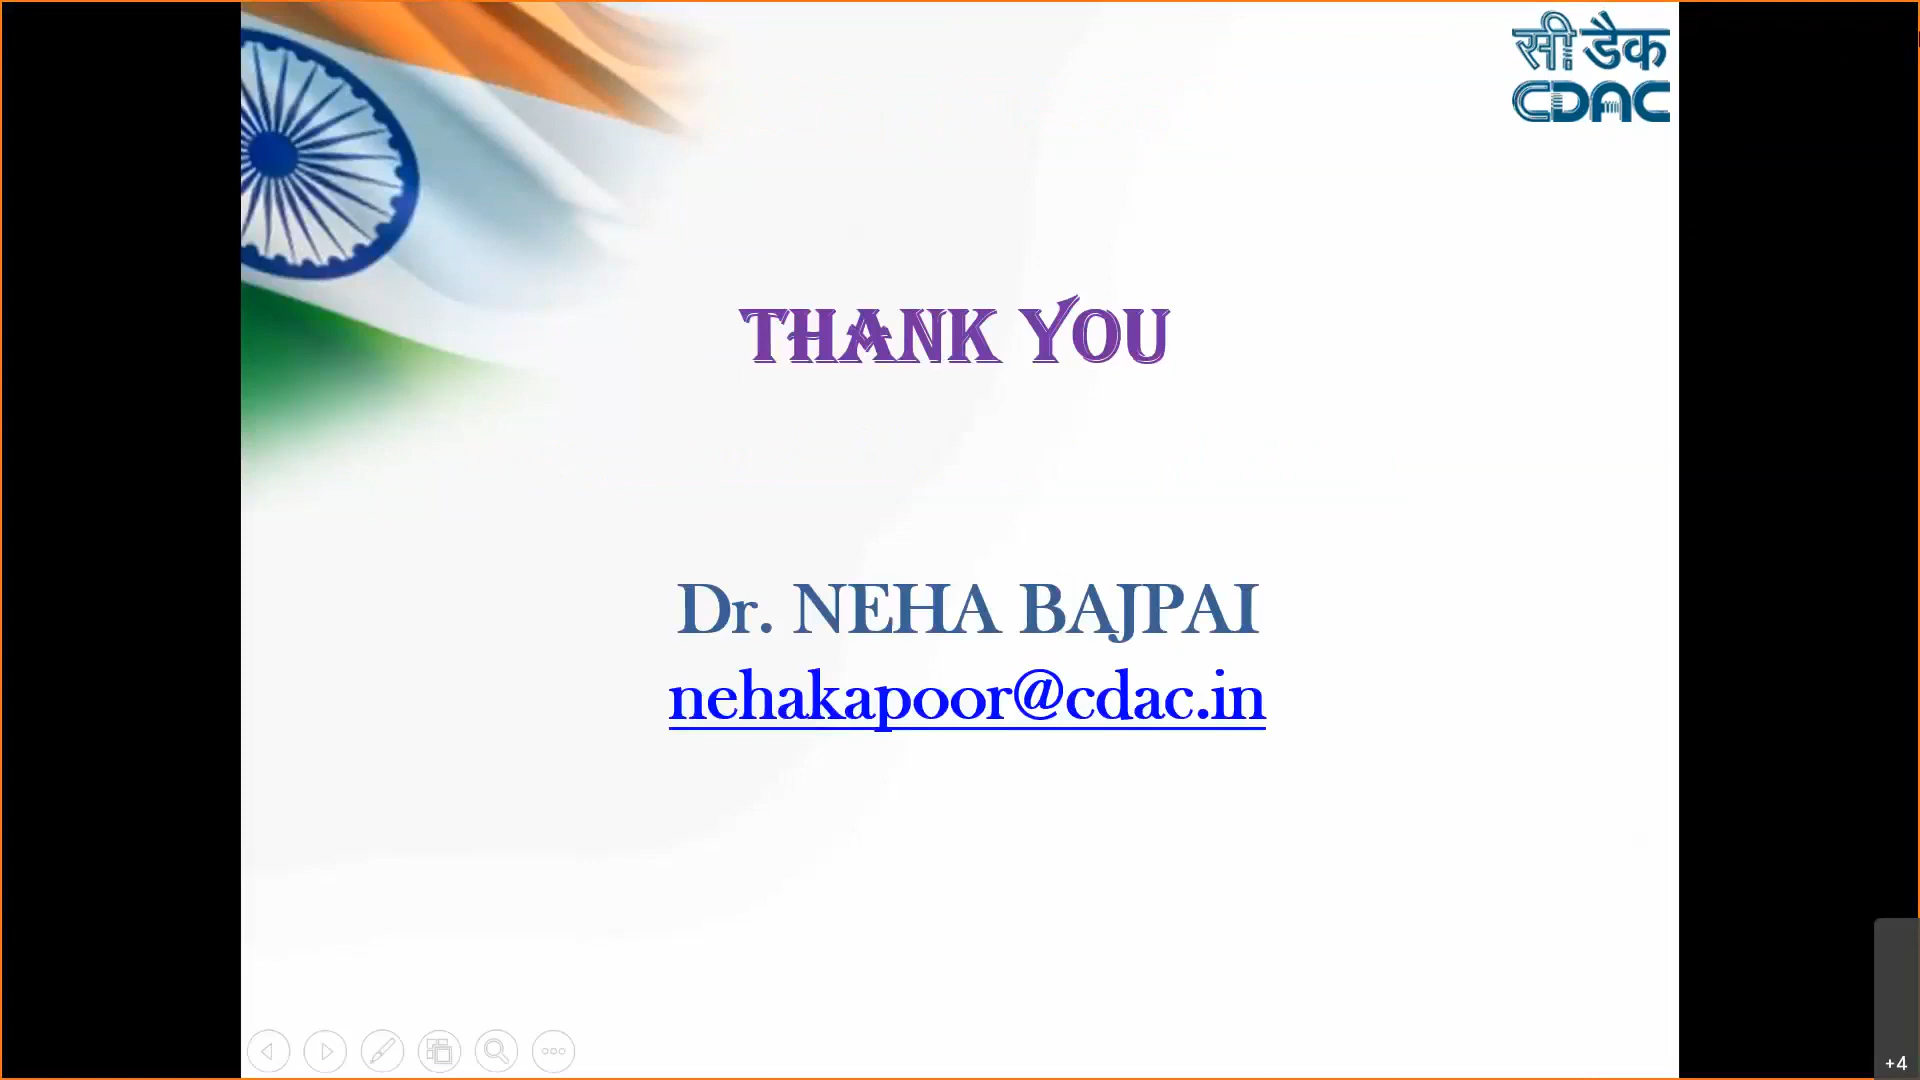 सी डैक
CDAC
THANK YOU
Dr. NEHA BAJPAI
nehakapoor@cdac.in
+4